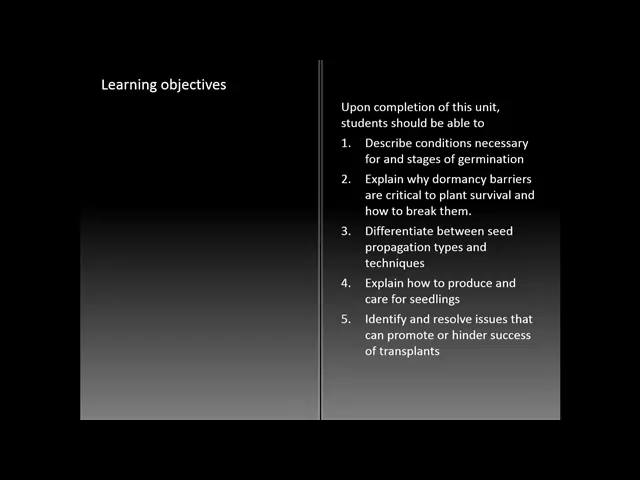 Learning objectives
Upon completion of this unit,
students should be able to
1. Describe conditions necessary
for and stages of germination
2. Explain why dormancy barriers
are critical to plant survival and
how to break them.
3. Differentiate between seed
propagation types and
techniques
4. Explain how to produce and
care for seedlings
5. Identify and resolve issues that
can promote or hinder success
of transplants